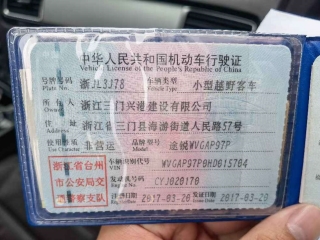 中华人民共和国机动车行驶证
Vehicle License of the People's Republic of China
号牌号码 浙JL3J78 车辆类型 小型越野客车
Plate No. Vehicle Type
所有人 浙江三门兴港建设有限公司
Owner
住址 浙江省三门县海游街道人民路57号
Address
使用性质 非营运 品牌型号 途锐WVGAP97P
Use Character Model
浙江省台州
市公安局交
通警察支队
车辆识别代号 WVGAP97P0HD015704
VIN
发动机号码 CYJ020170
Engine No.
注册日期 2017-03-20 发证日期 2017-03-20
Register Date Issue Date